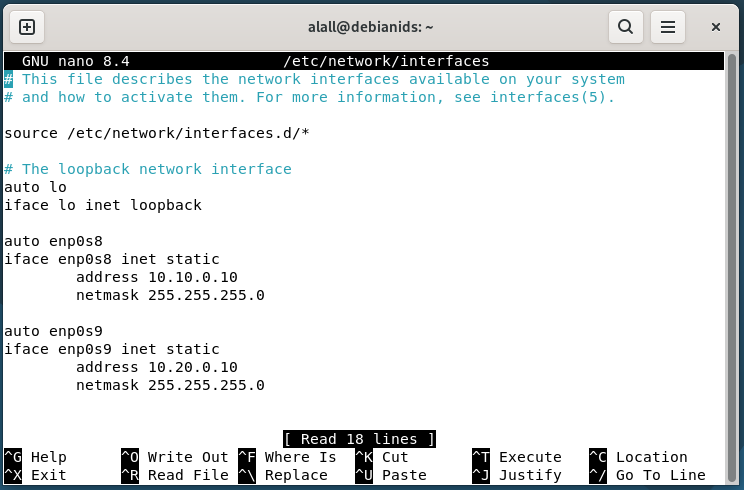 alall@debianids: ~
GNU nano 8.4 /etc/network/interfaces
# This file describes the network interfaces available on your system
# and how to activate them. For more information, see interfaces(5).
source /etc/network/interfaces.d/*
# The loopback network interface
auto lo
iface lo inet loopback
auto enp0s8
iface enp0s8 inet static
        address 10.10.0.10
        netmask 255.255.255.0
auto enp0s9
iface enp0s9 inet static
        address 10.20.0.10
        netmask 255.255.255.0
[ Read 18 lines ]
^G Help ^O Write Out ^F Where Is ^K Cut ^T Execute ^C Location
^X Exit ^R Read File ^\ Replace ^U Paste ^J Justify ^/ Go To Line